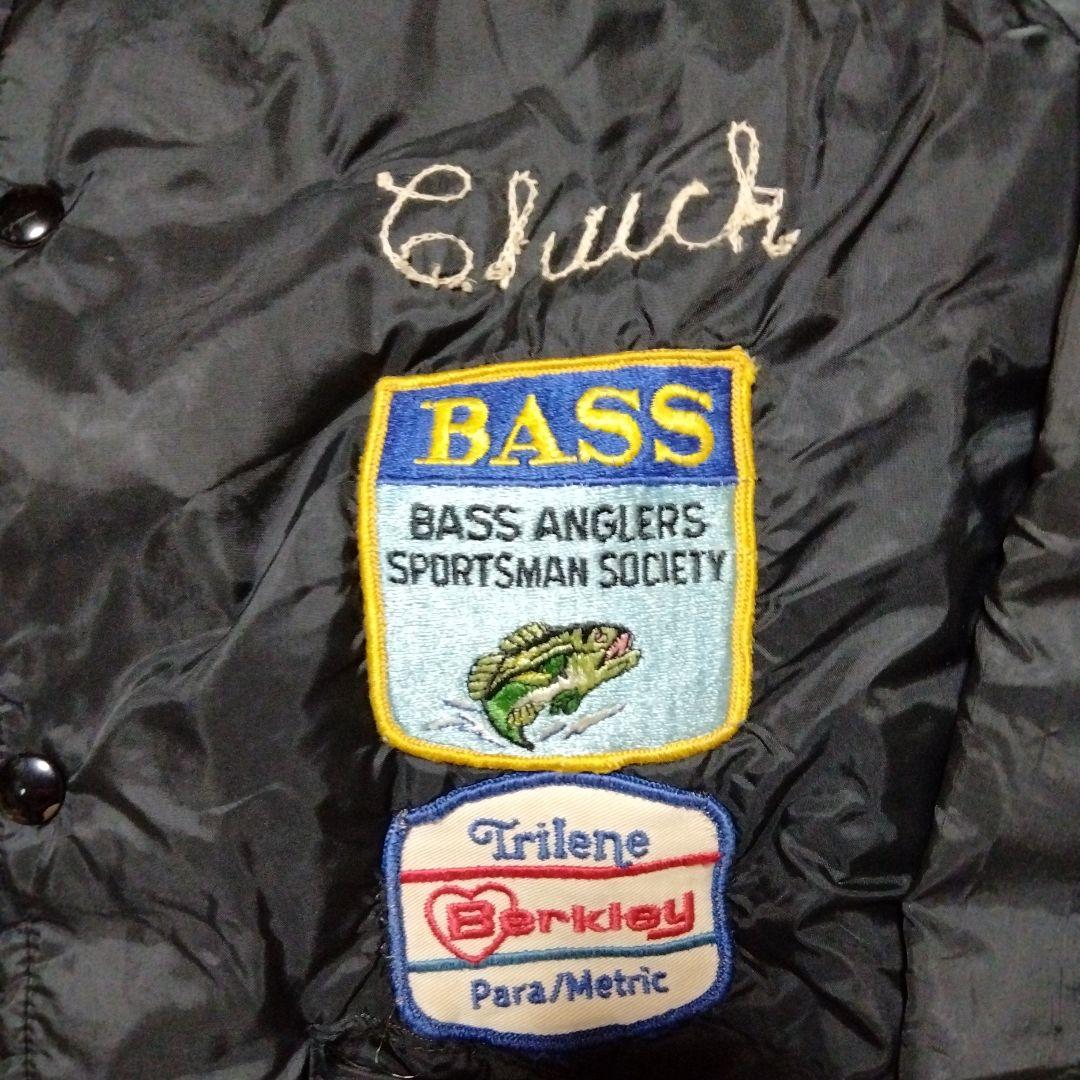 Chuck
BASS
BASS ANGLERS
SPORTSMAN SOCIETY
Trilene
Berkley
Para/Metric